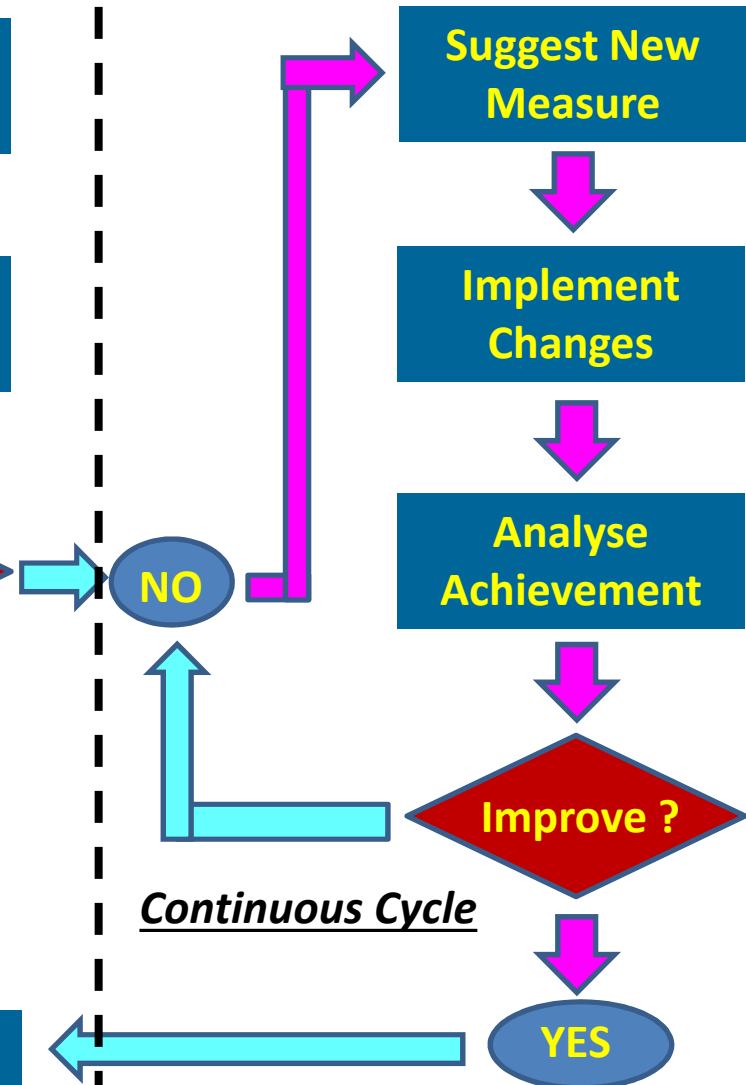 Suggest New
Measure
Implement
Changes
Analyse
Achievement
NO
Improve ?
Continuous Cycle
YES